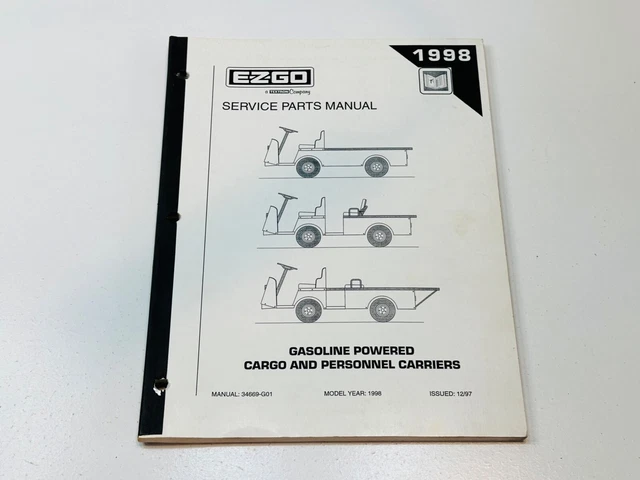 1998
E-Z-GO
a TEXTRON Company
SERVICE PARTS MANUAL
GASOLINE POWERED
CARGO AND PERSONNEL CARRIERS
MANUAL: 34669-G01 MODEL YEAR: 1998 ISSUED: 12/97